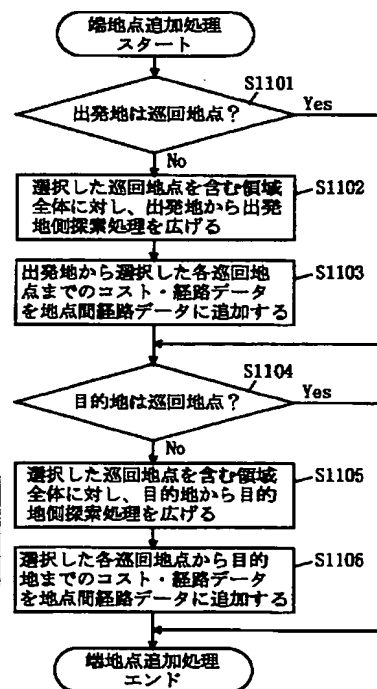 端地点追加処理
スタート
S1101
出発地は巡回地点?
Yes
No
S1102
選択した巡回地点を含む領域
全体に対し、出発地から出発
地側探索処理を広げる
S1103
出発地から選択した各巡回地
点までのコスト・経路データ
を地点間経路データに追加する
S1104
目的地は巡回地点?
Yes
No
S1105
選択した巡回地点を含む領域
全体に対し、目的地から目的
地側探索処理を広げる
S1106
選択した各巡回地点から目的
地までのコスト・経路データ
を地点間経路データに追加する
端地点追加処理
エンド